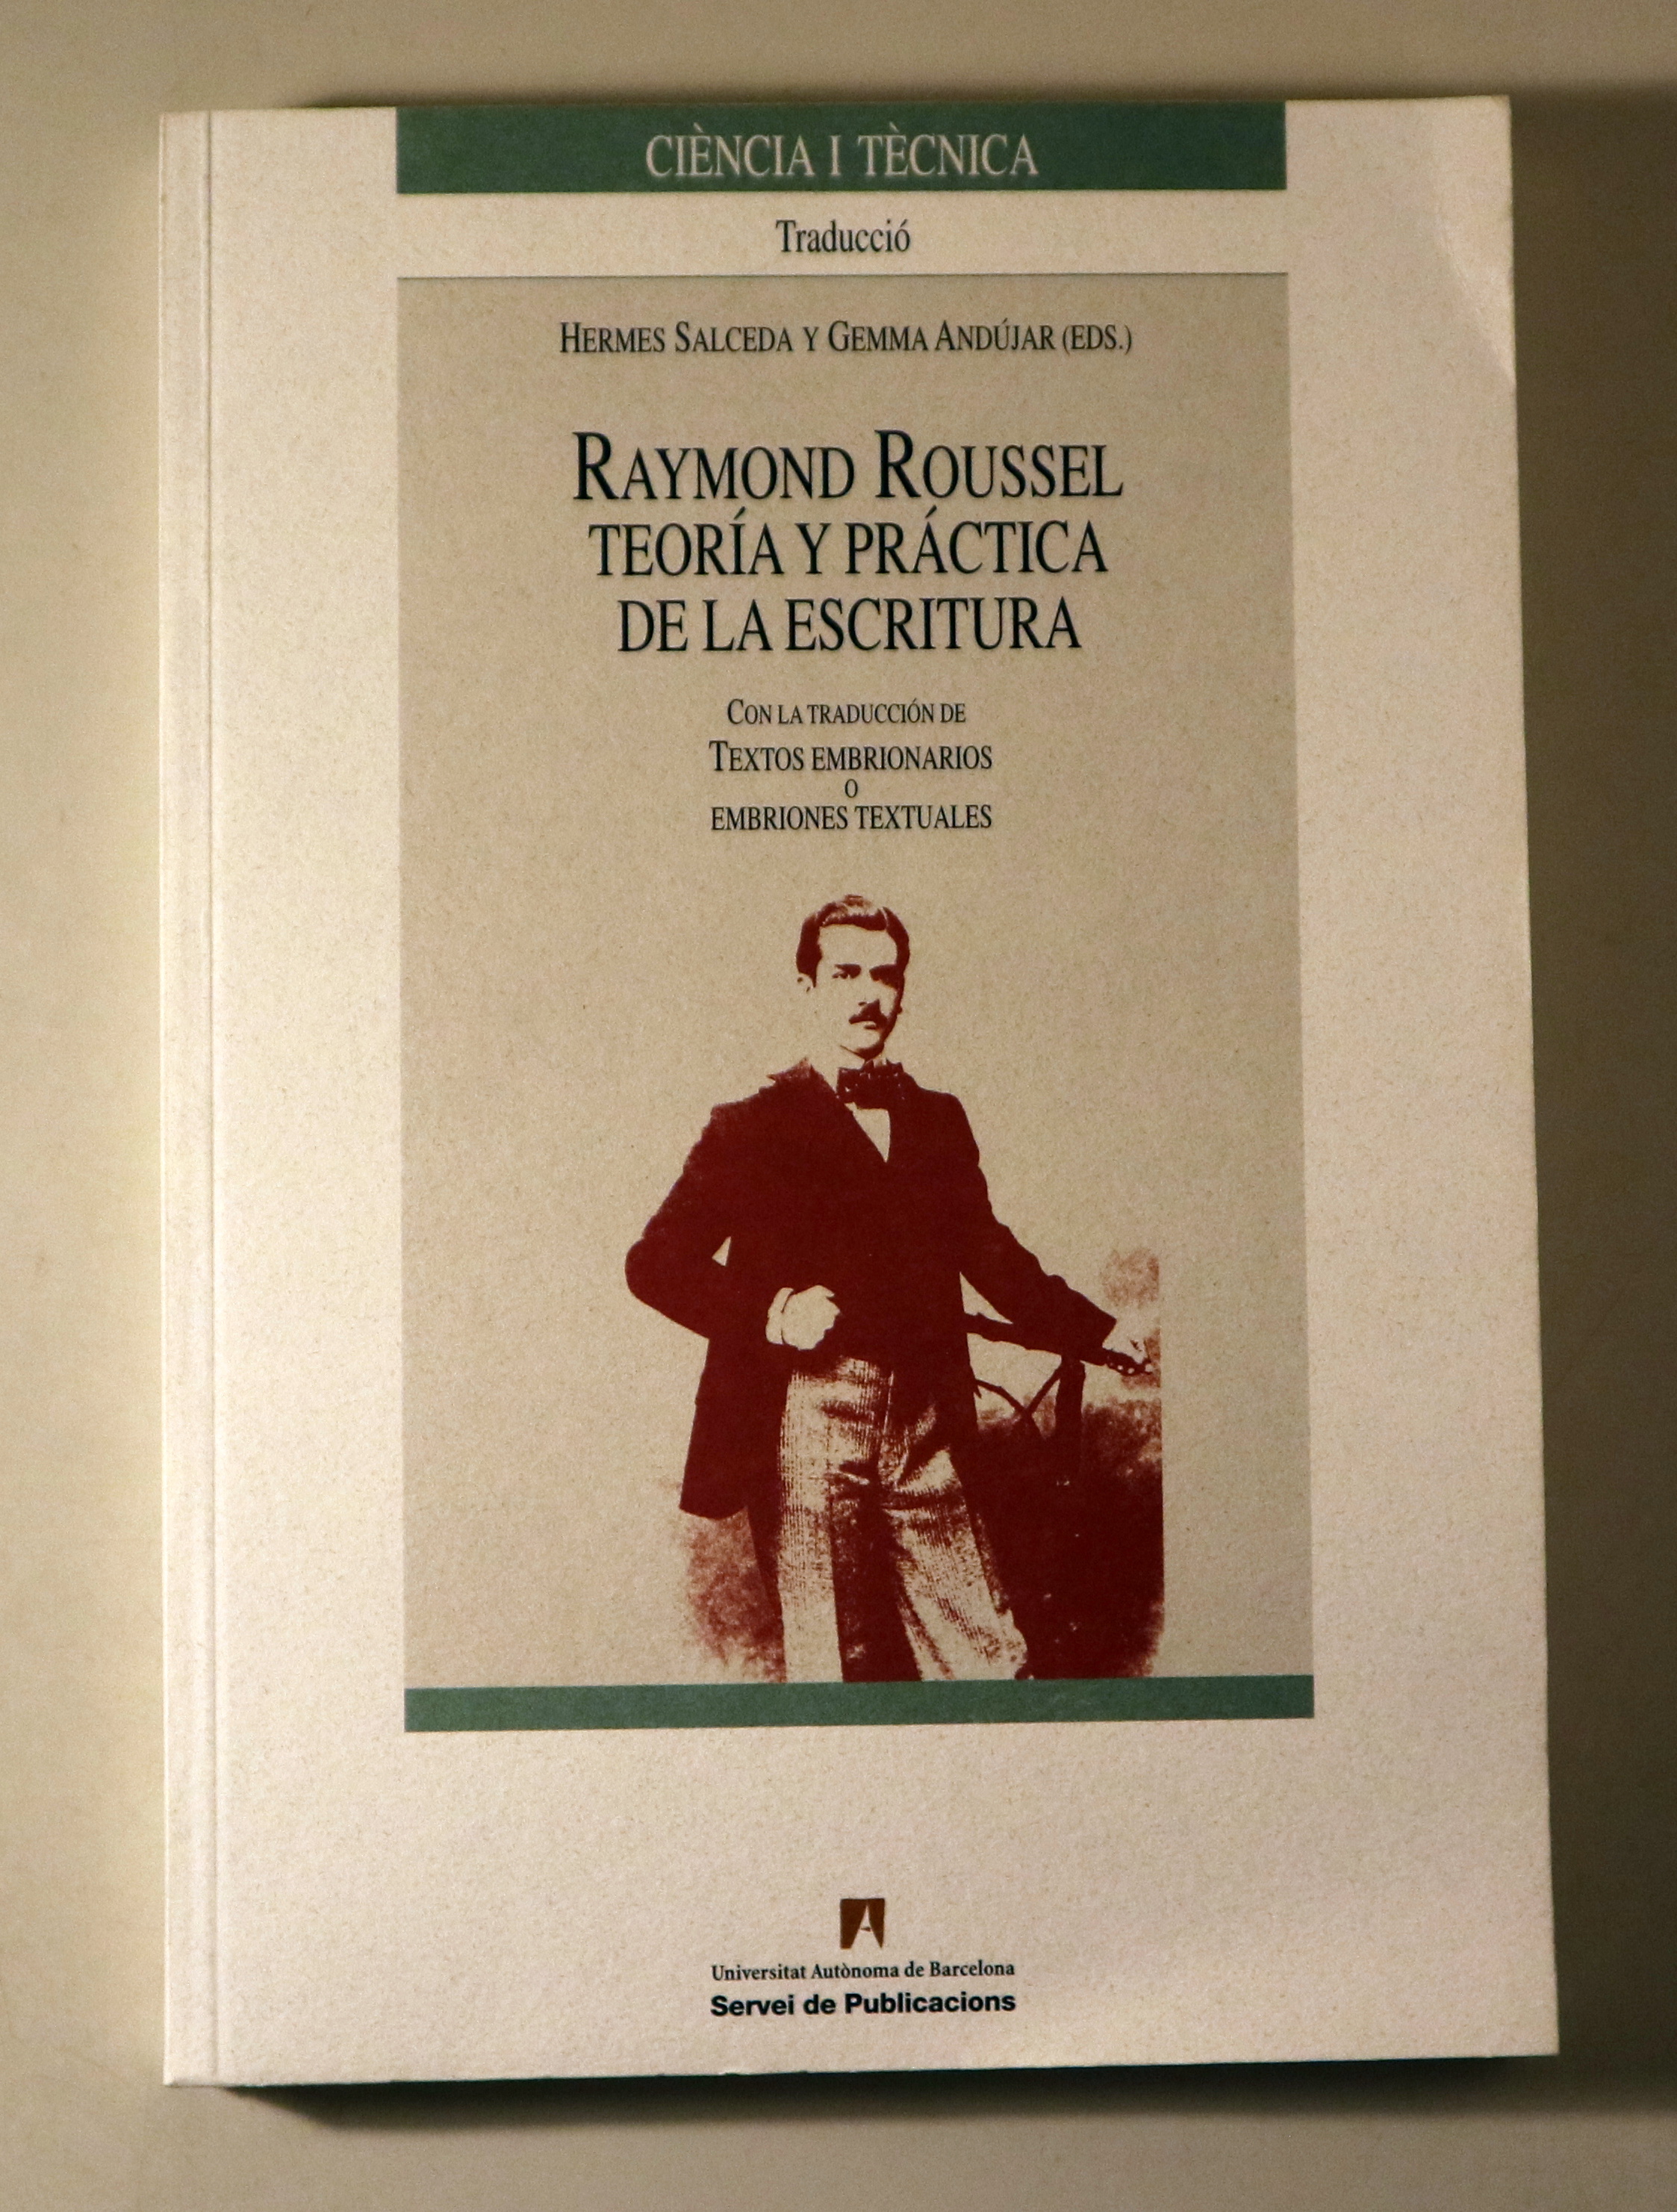 CIÈNCIA I TÈCNICA
Traducció
HERMES SALCEDA Y GEMMA ANDÚJAR (EDS.)
RAYMOND ROUSSEL
TEORÍA Y PRÁCTICA
DE LA ESCRITURA
CON LA TRADUCCIÓN DE
TEXTOS EMBRIONARIOS
O
EMBRIONES TEXTUALES
Universitat Autònoma de Barcelona
Servei de Publicacions